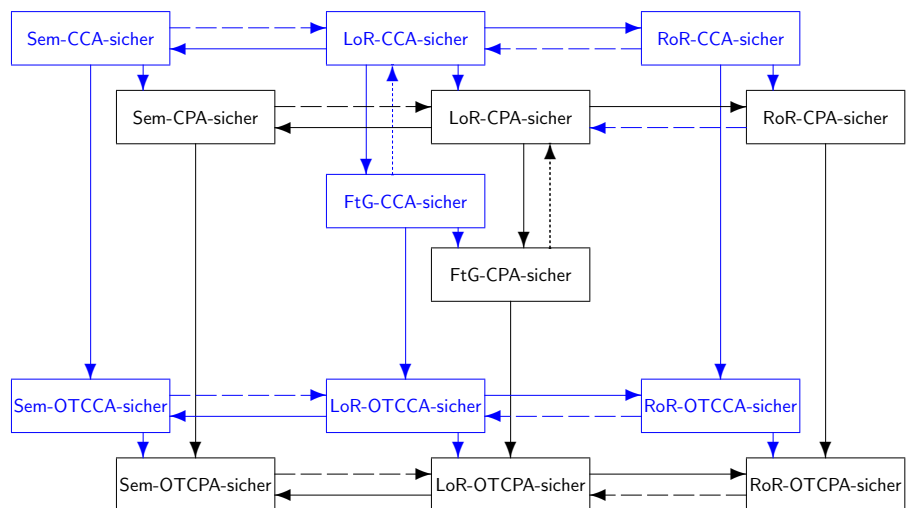 Sem-CCA-sicher
LoR-CCA-sicher
RoR-CCA-sicher
Sem-CPA-sicher
LoR-CPA-sicher
RoR-CPA-sicher
FtG-CCA-sicher
FtG-CPA-sicher
Sem-OTCCA-sicher
LoR-OTCCA-sicher
RoR-OTCCA-sicher
Sem-OTCPA-sicher
LoR-OTCPA-sicher
RoR-OTCPA-sicher